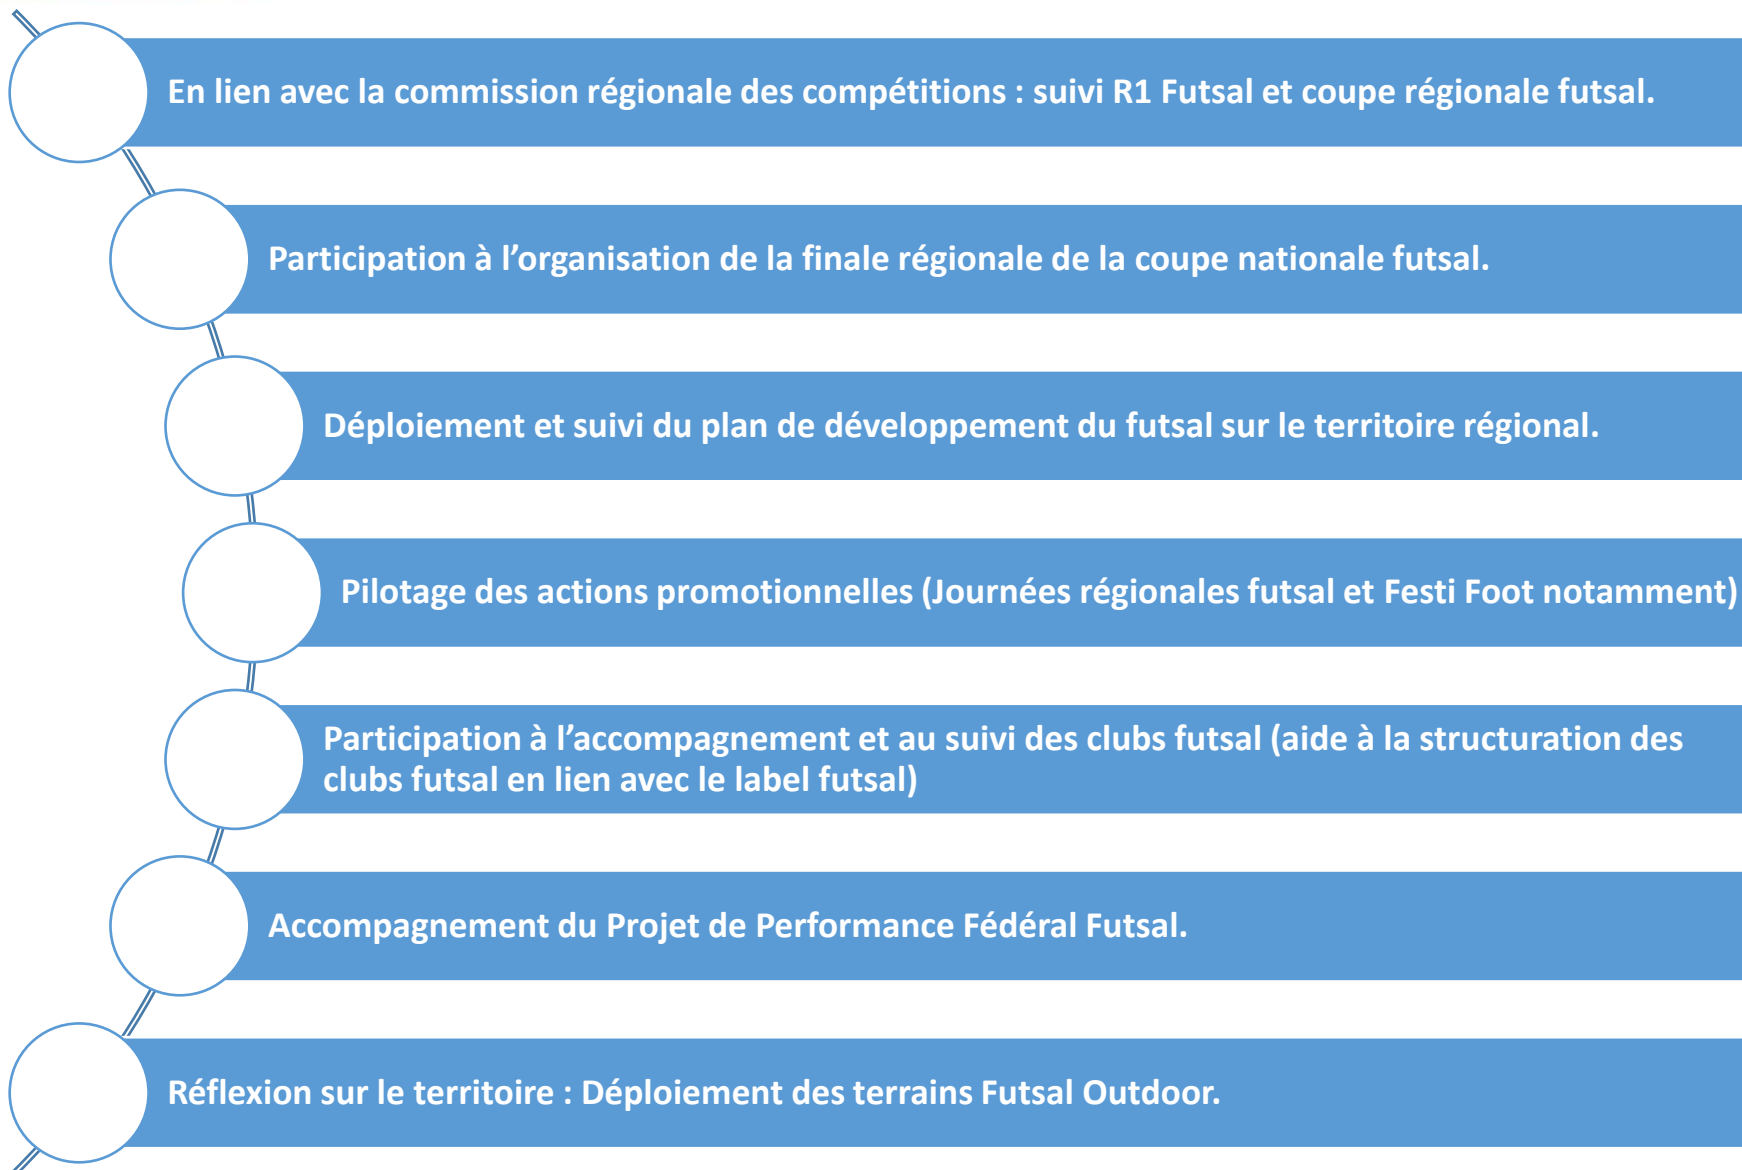 En lien avec la commission régionale des compétitions : suivi R1 Futsal et coupe régionale futsal.
Participation à l’organisation de la finale régionale de la coupe nationale futsal.
Déploiement et suivi du plan de développement du futsal sur le territoire régional.
Pilotage des actions promotionnelles (Journées régionales futsal et Festi Foot notamment)
Participation à l’accompagnement et au suivi des clubs futsal (aide à la structuration des
clubs futsal en lien avec le label futsal)
Accompagnement du Projet de Performance Fédéral Futsal.
Réflexion sur le territoire : Déploiement des terrains Futsal Outdoor.